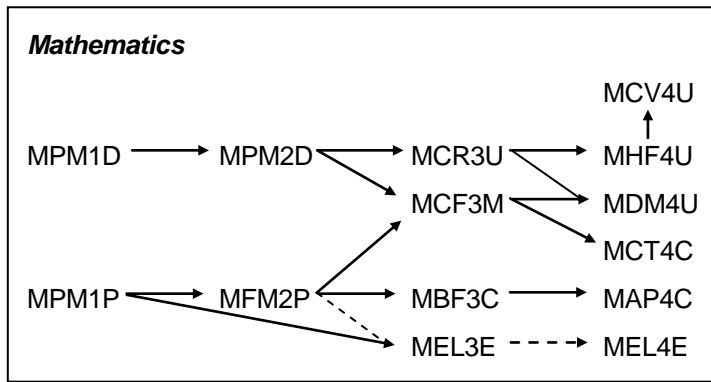 Mathematics
MCV4U
MPM1D MPM2D MCR3U MHF4U
MCF3M MDM4U
MCT4C
MPM1P MFM2P MBF3C MAP4C
MEL3E MEL4E